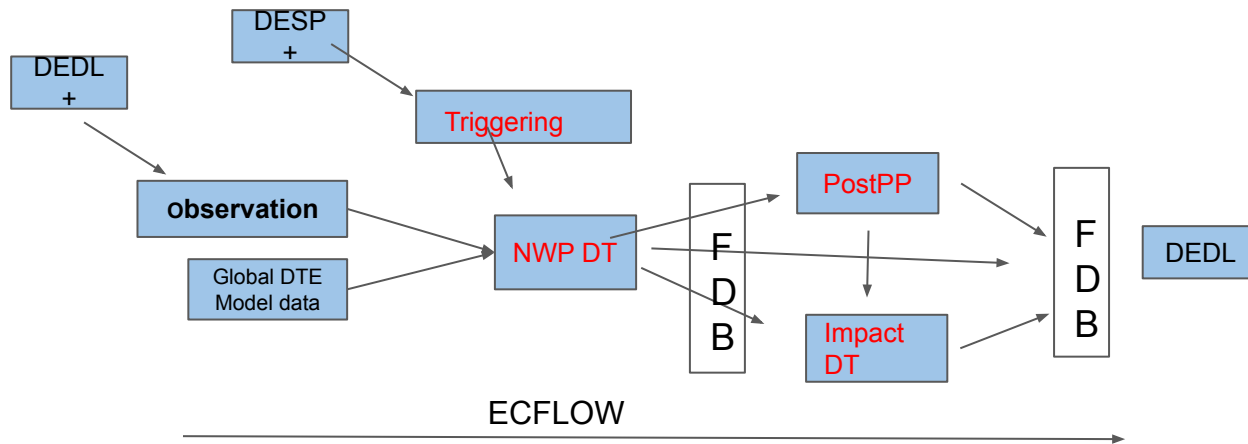 DESP
+
DEDL
+
Triggering
observation
Global DTE
Model data
NWP DT
F
D
B
PostPP
Impact
DT
F
D
B
DEDL
ECFLOW